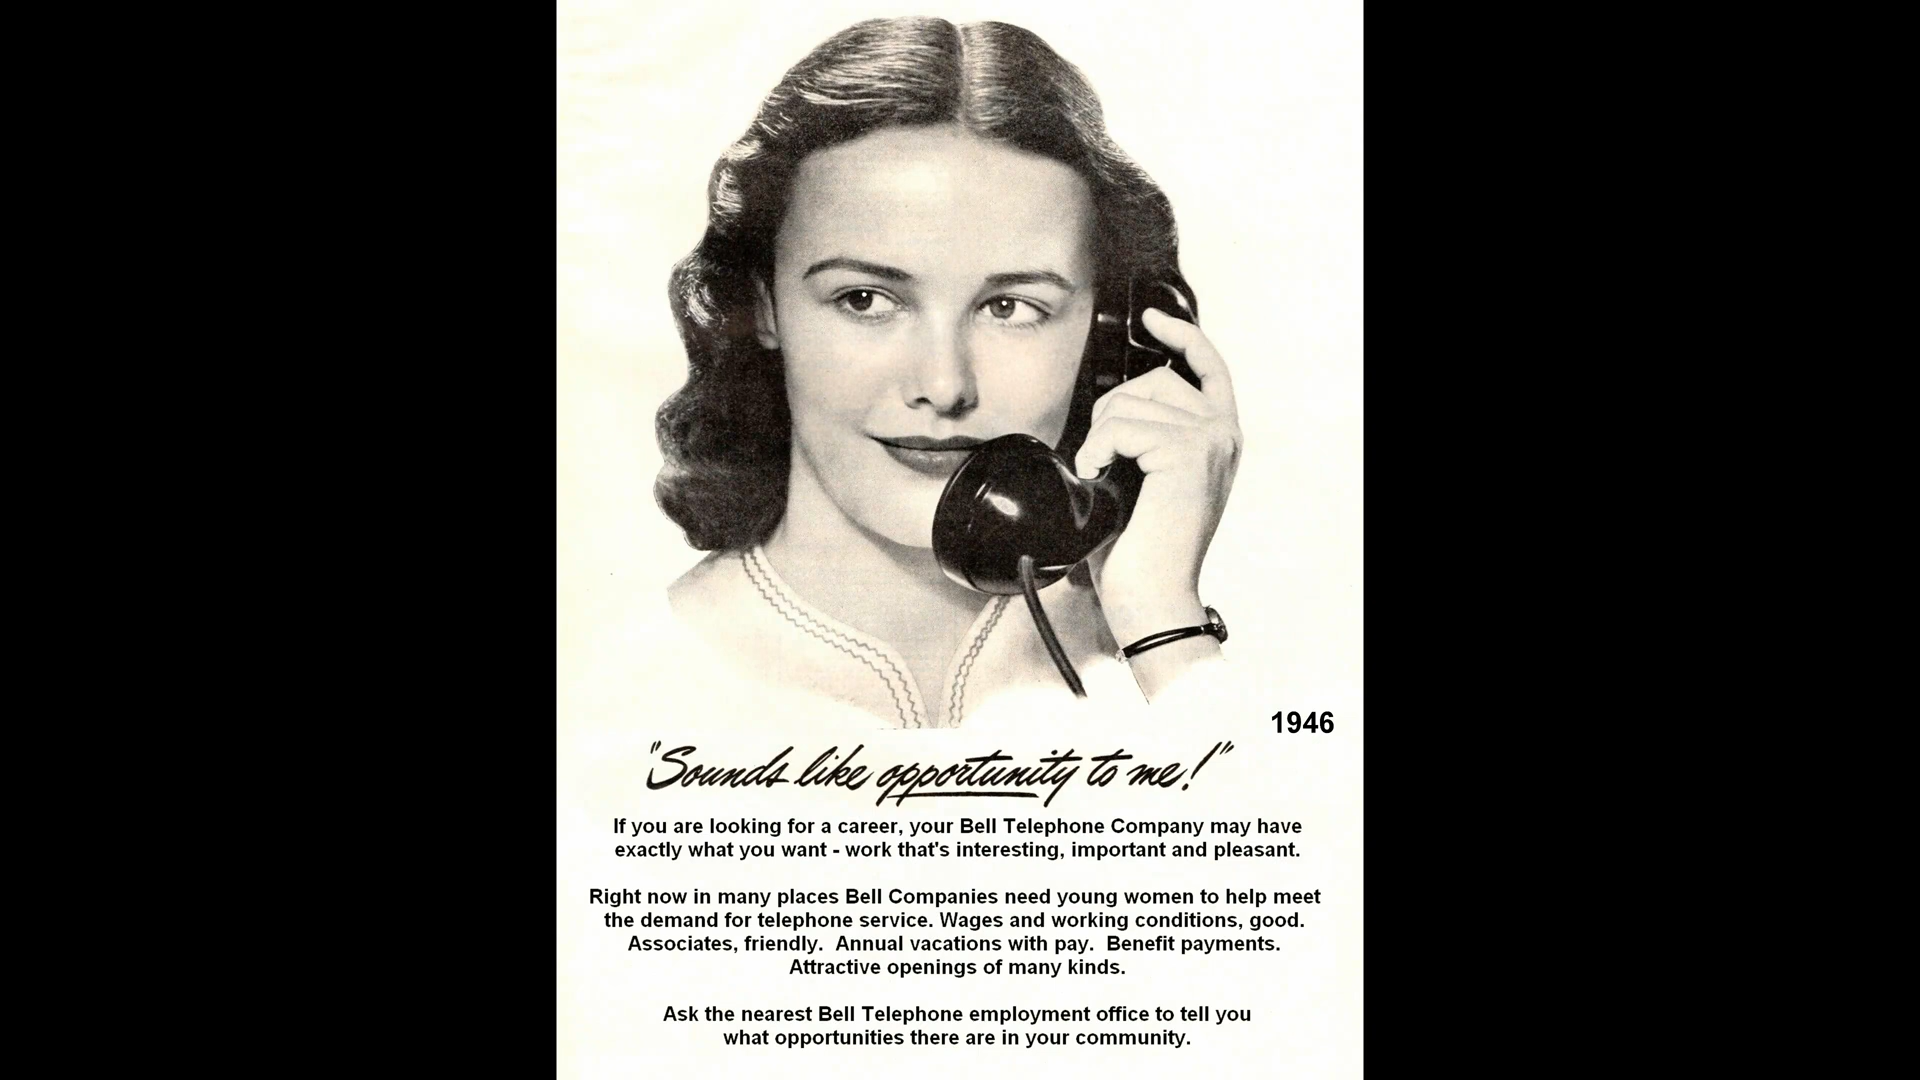 1946
"Sounds like opportunity to me!"
If you are looking for a career, your Bell Telephone Company may have
exactly what you want - work that's interesting, important and pleasant.
Right now in many places Bell Companies need young women to help meet
the demand for telephone service. Wages and working conditions, good.
Associates, friendly.  Annual vacations with pay.  Benefit payments.
Attractive openings of many kinds.
Ask the nearest Bell Telephone employment office to tell you
what opportunities there are in your community.